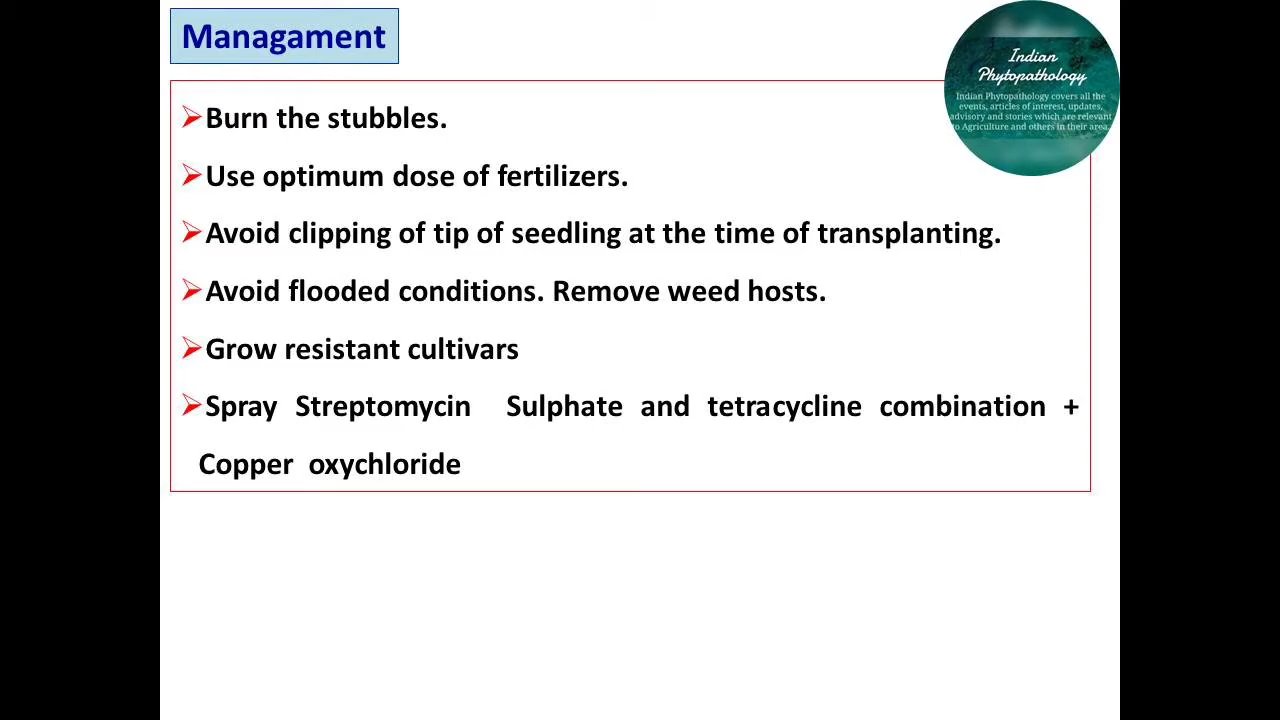 Managament
Indian
Phytopathology
Indian Phytopathology covers all the
events, articles of interest, updates,
advisory and stories which are relevant
to Agriculture and others in their area.
➢Burn the stubbles.
➢Use optimum dose of fertilizers.
➢Avoid clipping of tip of seedling at the time of transplanting.
➢Avoid flooded conditions. Remove weed hosts.
➢Grow resistant cultivars
➢Spray Streptomycin Sulphate and tetracycline combination +
Copper oxychloride